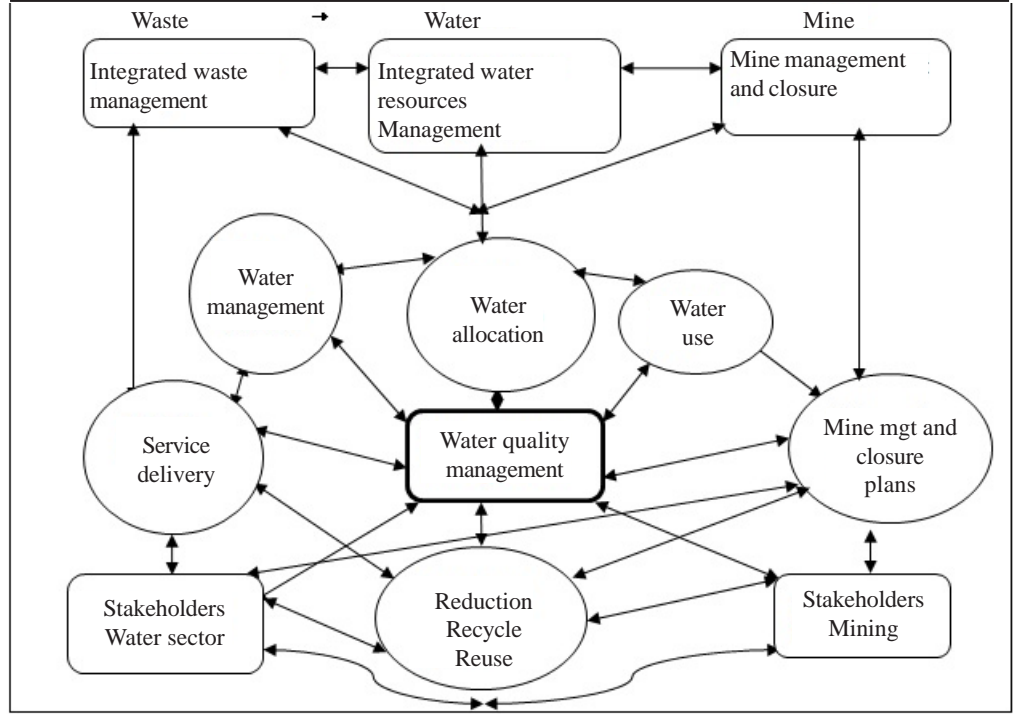 Waste → Water Mine
Integrated waste
management
Integrated water
resources
Management
Mine management
and closure
Water
management
Water
allocation
Water
use
Service
delivery
Water quality
management
Mine mgt and
closure
plans
Stakeholders
Water sector
Reduction
Recycle
Reuse
Stakeholders
Mining